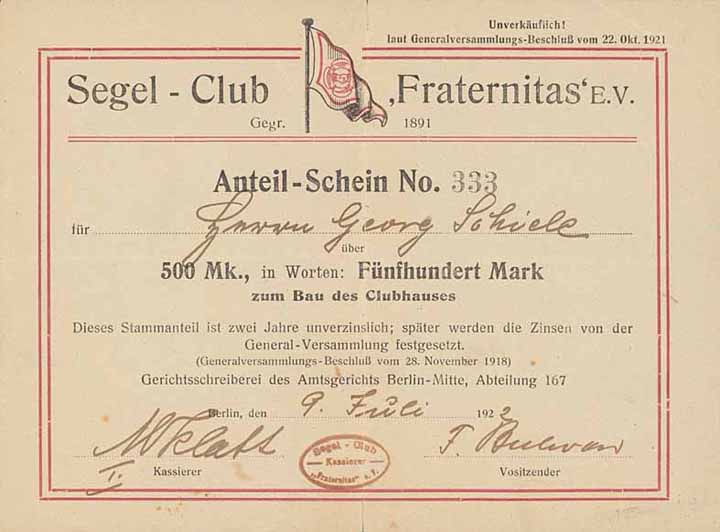 Unverkäuflich!
laut Generalversammlungs-Beschluß vom 22. Okt. 1921
Segel - Club ‚Fraternitas‘ E.V.
Gegr. 1891
Anteil-Schein No. 333
für Herrn Georg Schiele
über
500 Mk., in Worten: Fünfhundert Mark
zum Bau des Clubhauses
Dieses Stammanteil ist zwei Jahre unverzinslich; später werden die Zinsen von der
General-Versammlung festgesetzt.
(Generalversammlungs-Beschluß vom 28. November 1918)
Gerichtsschreiberei des Amtsgerichts Berlin-Mitte, Abteilung 167
Berlin, den 9. Juli 1922
I. Klatt
Kassierer Vositzender
Segel - Club
Kassierer
„Fraternitas" e. V.